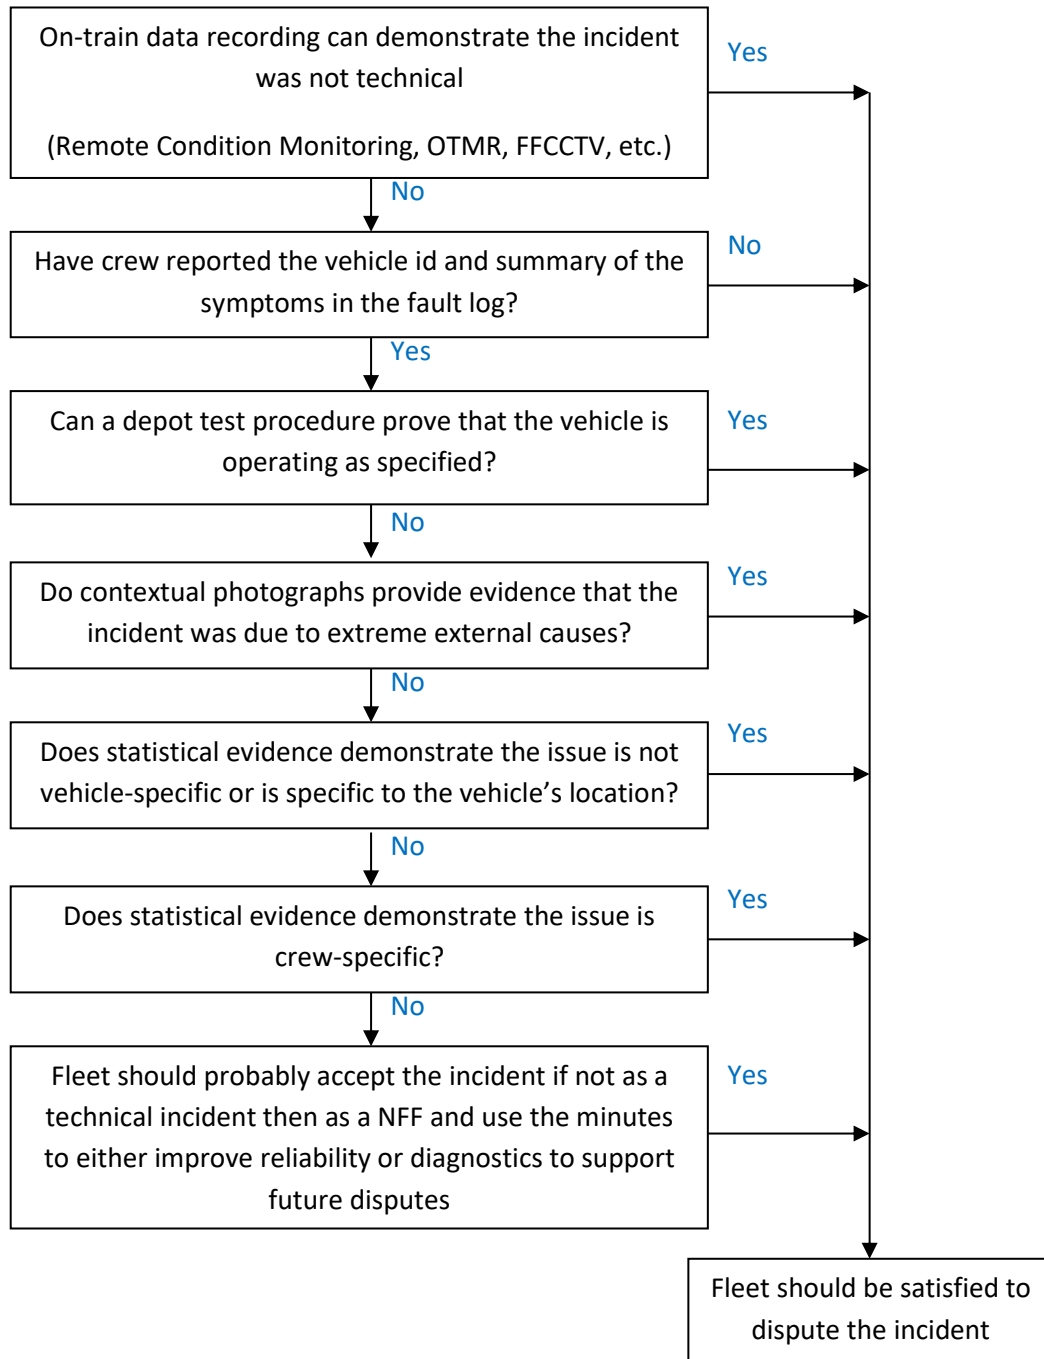 On-train data recording can demonstrate the incident
was not technical
(Remote Condition Monitoring, OTMR, FFCCTV, etc.)
Yes
No
Have crew reported the vehicle id and summary of the
symptoms in the fault log?
No
Yes
Can a depot test procedure prove that the vehicle is
operating as specified?
Yes
No
Do contextual photographs provide evidence that the
incident was due to extreme external causes?
Yes
No
Does statistical evidence demonstrate the issue is not
vehicle-specific or is specific to the vehicle’s location?
Yes
No
Does statistical evidence demonstrate the issue is
crew-specific?
Yes
No
Fleet should probably accept the incident if not as a
technical incident then as a NFF and use the minutes
to either improve reliability or diagnostics to support
future disputes
Yes
Fleet should be satisfied to
dispute the incident